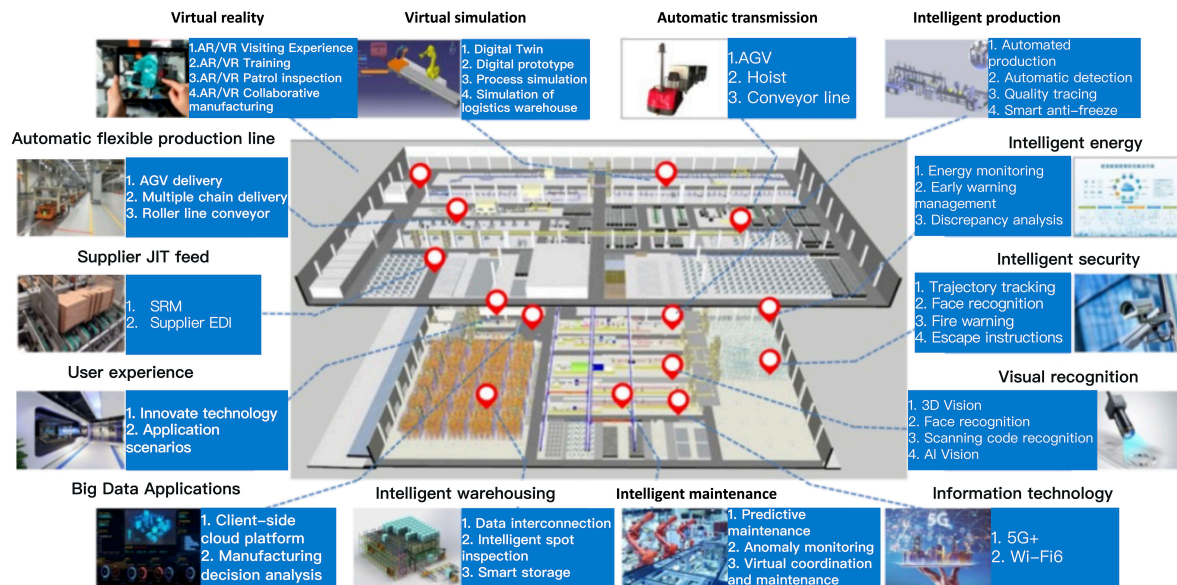 Virtual reality
1.AR/VR Visiting Experience
2.AR/VR Training
3.AR/VR Patrol inspection
4.AR/VR Collaborative
manufacturing
Virtual simulation
1. Digital Twin
2. Digital prototype
3. Process simulation
4. Simulation of
logistics warehouse
Automatic transmission
1.AGV
2. Hoist
3. Conveyor line
Intelligent production
1. Automated
production
2. Automatic detection
3. Quality tracing
4. Smart anti-freeze
Automatic flexible production line
1. AGV delivery
2. Multiple chain delivery
3. Roller line conveyor
Intelligent energy
1. Energy monitoring
2. Early warning
management
3. Discrepancy analysis
Supplier JIT feed
1. SRM
2. Supplier EDI
Intelligent security
1. Trajectory tracking
2. Face recognition
3. Fire warning
4. Escape instructions
User experience
1. Innovate technology
2. Application
scenarios
Visual recognition
1. 3D Vision
2. Face recognition
3. Scanning code recognition
4. AI Vision
Big Data Applications
1. Client-side
cloud platform
2. Manufacturing
decision analysis
Intelligent warehousing
1. Data interconnection
2. Intelligent spot
inspection
3. Smart storage
Intelligent maintenance
1. Predictive
maintenance
2. Anomaly monitoring
3. Virtual coordination
and maintenance
Information technology
5G
1. 5G+
2. Wi-Fi6